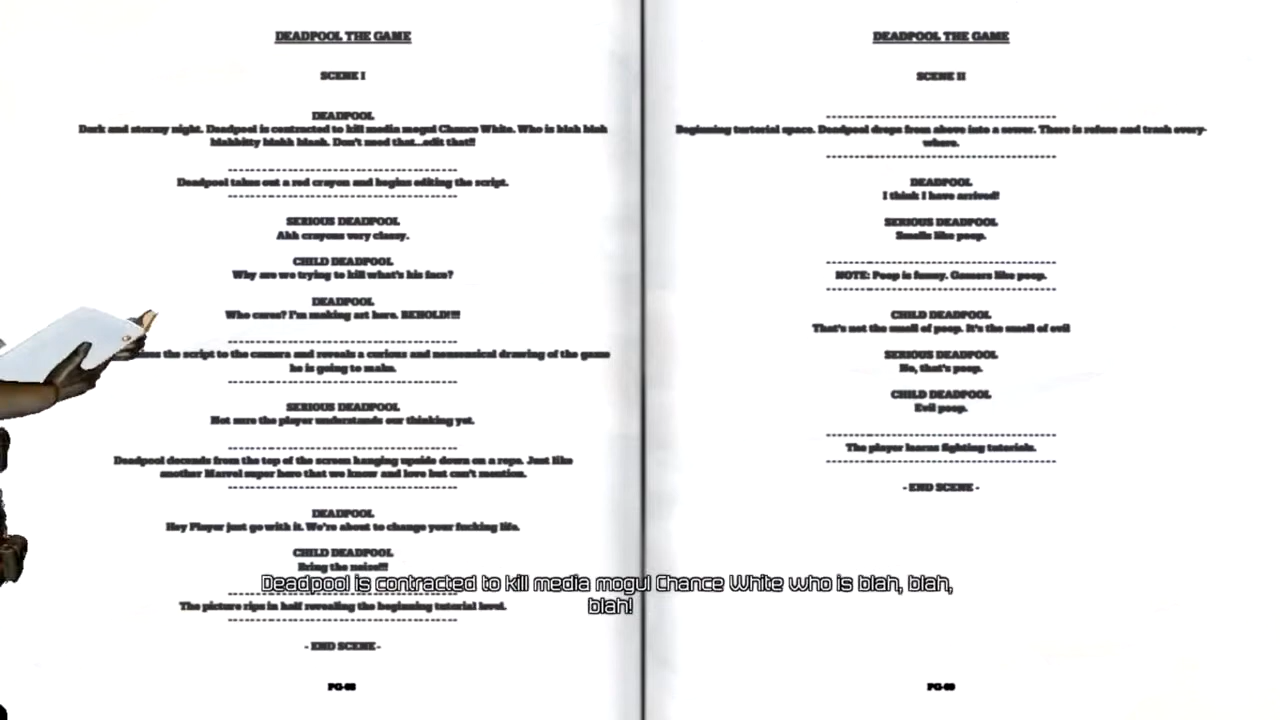 DEADPOOL THE GAME
SCENE I
DEADPOOL
Dark and stormy night. Deadpool is contracted to kill media mogul Chance White. Who is blah blah
blahbitty blahh blaah. Don't need that...edit that!!
Deadpool takes out a red crayon and begins editing the script.
SERIOUS DEADPOOL
Ahh crayons very classy.
CHILD DEADPOOL
Why are we trying to kill what's his face?
DEADPOOL
Who cares? I'm making art here. BEHOLD!!!!
the script to the camera and reveals a curious and nonsensical drawing of the game
he is going to make.
SERIOUS DEADPOOL
Not sure the player understands our thinking yet.
Deadpool decends from the top of the screen hanging upside down on a rope. Just like
another Marvel super hero that we know and love but can't mention.
DEADPOOL
Hey Player just go with it. We're about to change your fucking life.
CHILD DEADPOOL
Bring the noise!!!
The picture rips in half revealing the beginning tutorial level.
- END SCENE -
PG-68
DEADPOOL THE GAME
SCENE II
Beginning turtorial space. Deadpool drops from above into a sewer. There is refuse and trash every-
where.
DEADPOOL
I think I have arrived!
SERIOUS DEADPOOL
Smells like poop.
NOTE: Poop is funny. Gamers like poop.
CHILD DEADPOOL
That's not the smell of poop. It's the smell of evil
SERIOUS DEADPOOL
No, that's poop.
CHILD DEADPOOL
Evil poop.
The player learns fighting tutorials.
- END SCENE -
PG-69
Deadpool is contracted to kill media mogul Chance White who is blah, blah,
blah!